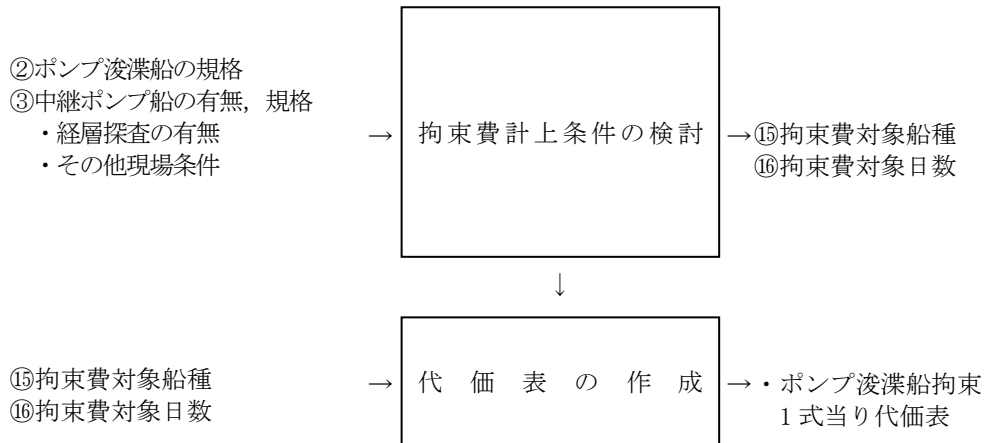 ②ポンプ浚渫船の規格
③中継ポンプ船の有無，規格
・経層探査の有無
・その他現場条件
→
拘束費計上条件の検討
→⑮拘束費対象船種
⑯拘束費対象日数
↓
⑮拘束費対象船種
⑯拘束費対象日数
→
代価表の作成
→・ポンプ浚渫船拘束
１式当り代価表